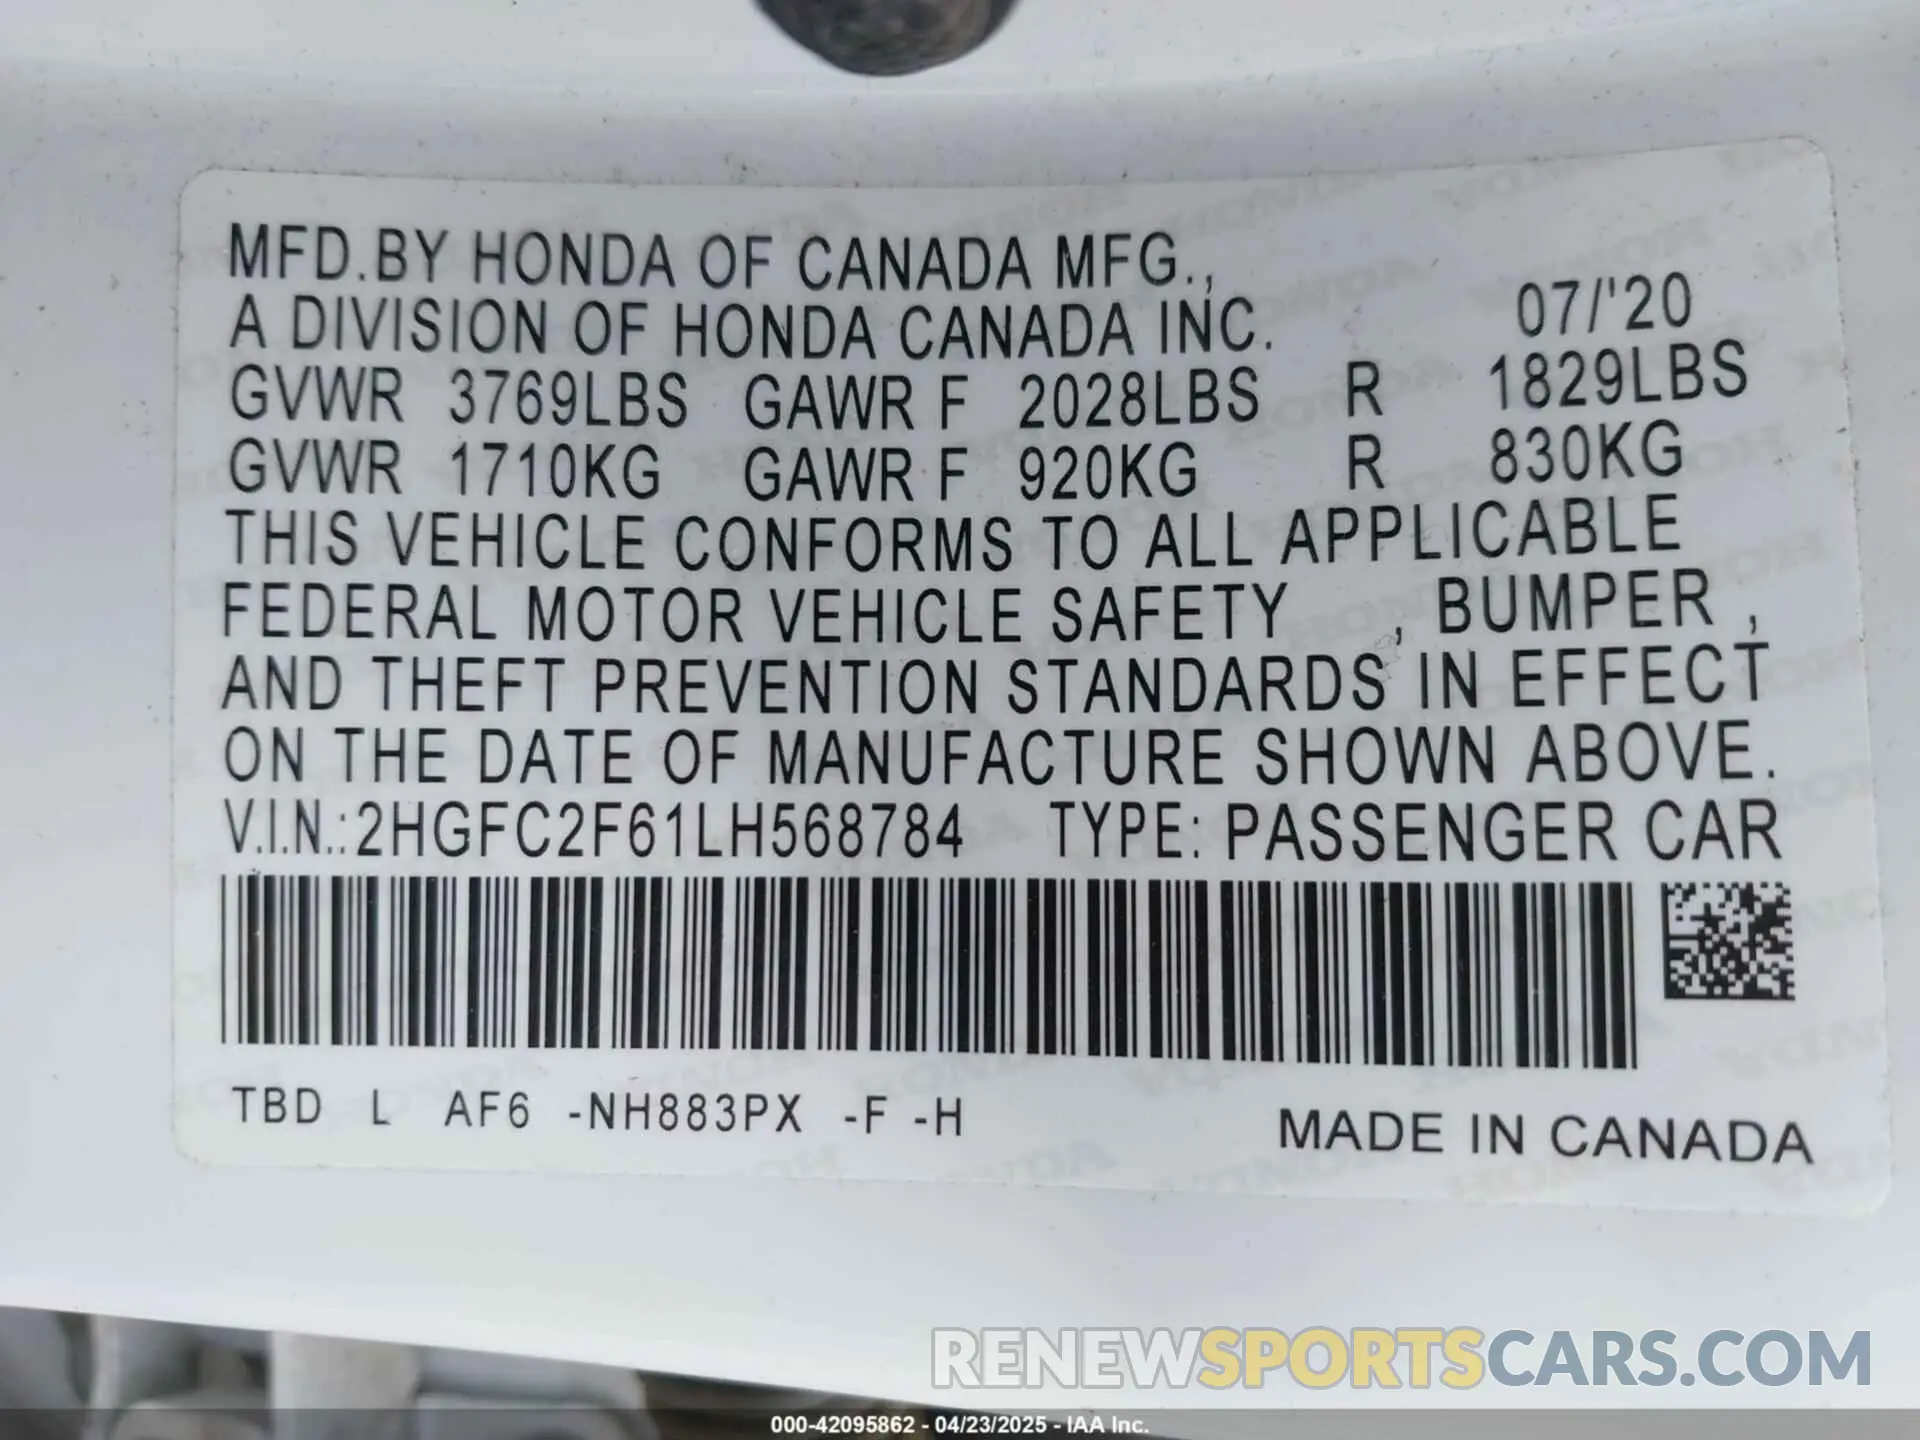 MFD.BY HONDA OF CANADA MFG.,
A DIVISION OF HONDA CANADA INC. 07/'20
GVWR 3769LBS GAWR F 2028LBS R 1829LBS
GVWR 1710KG GAWR F 920KG R 830KG
THIS VEHICLE CONFORMS TO ALL APPLICABLE
FEDERAL MOTOR VEHICLE SAFETY , BUMPER ,
AND THEFT PREVENTION STANDARDS IN EFFECT
ON THE DATE OF MANUFACTURE SHOWN ABOVE.
V.I.N.:2HGFC2F61LH568784 TYPE: PASSENGER CAR
TBD L AF6 -NH883PX -F -H MADE IN CANADA
RENEWSPORTSCARS.COM
000-42095862 - 04/23/2025 - IAA Inc.